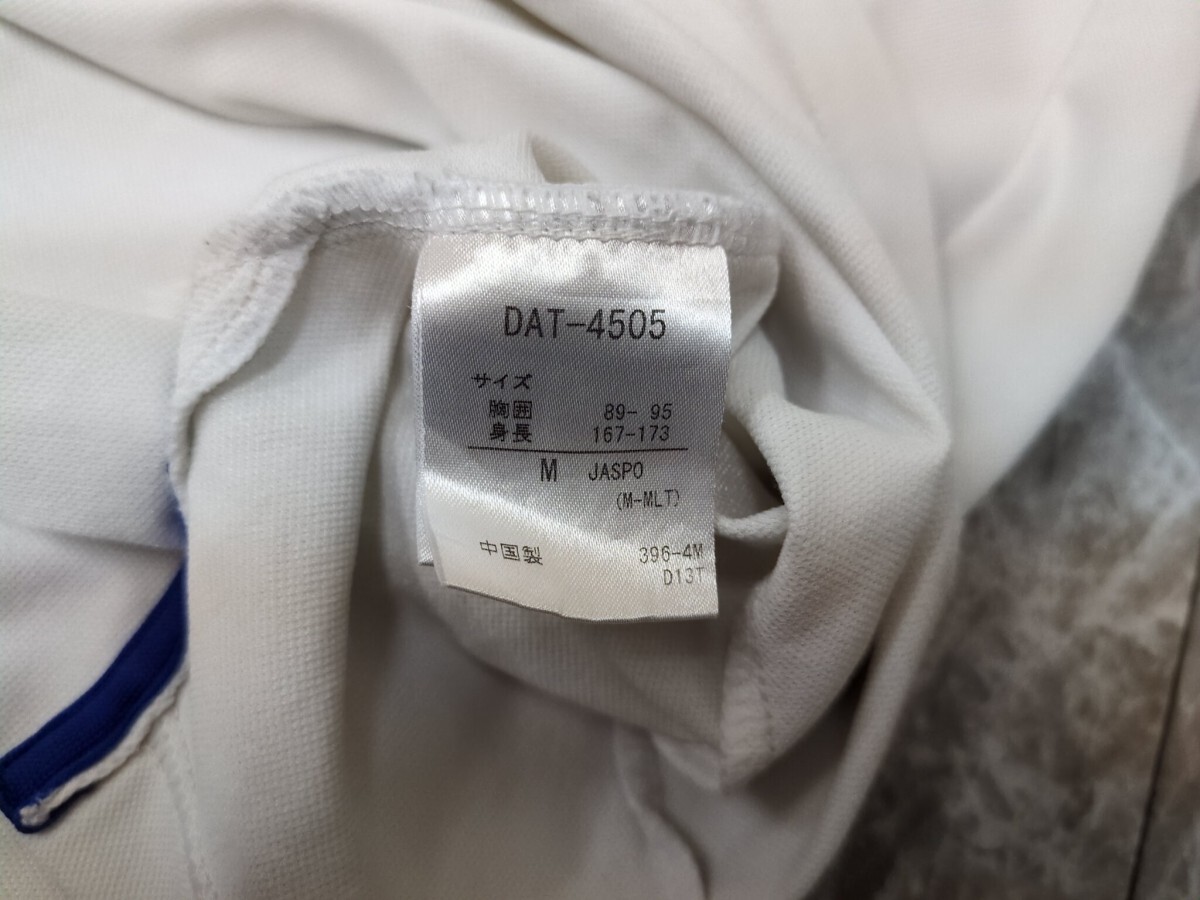 DAT-4505
サイズ
胸囲 89- 95
身長 167-173
M JASPO
(M-MLT)
中国製 396-4M
D13T